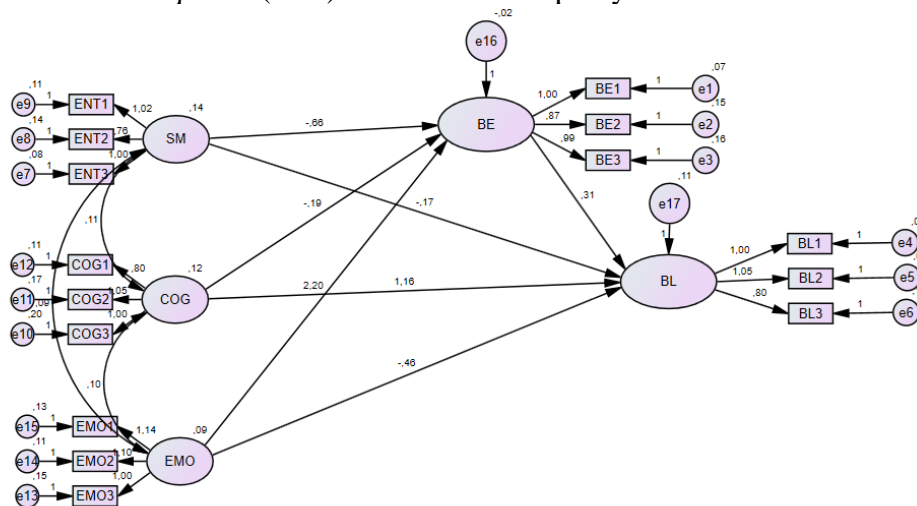 -,02
e16
1
,07
,11
e9
1
ENT1
1,02
,14
BE
1,00
BE1
1
e1
,15
,14
e8
1
ENT2
,76
SM
-,66
,87
BE2
1
e2
,16
,08
e7
1
ENT3
1,00
,99
BE3
1
e3
,11
-,19
-,17
,31
e17
1
,11
,11
e12
1
COG1
,80
,12
1,00
BL1
1
e4
,17
e11
1
COG2
1,05
COG
2,20
1,16
BL
1,05
BL2
1
e5
,09
,20
e10
1
COG3
1,00
,80
BL3
1
e6
,10
-,46
,13
e15
1
EMO1
1,14
,09
,11
e14
1
EMO2
1,10
EMO
,15
e13
1
EMO3
1,00